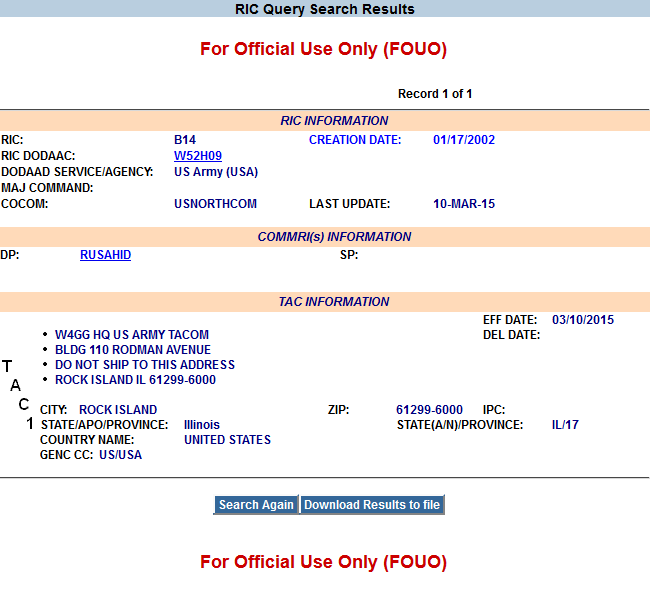 RIC Query Search Results
For Official Use Only (FOUO)
Record 1 of 1
RIC INFORMATION
RIC: B14 CREATION DATE: 01/17/2002
RIC DODAAC: W52H09
DODAAD SERVICE/AGENCY: US Army (USA)
MAJ COMMAND:
COCOM: USNORTHCOM LAST UPDATE: 10-MAR-15
COMMRI(s) INFORMATION
DP: RUSAHID SP:
TAC INFORMATION
EFF DATE: 03/10/2015
DEL DATE:
TAC1
• W4GG HQ US ARMY TACOM
• BLDG 110 RODMAN AVENUE
• DO NOT SHIP TO THIS ADDRESS
• ROCK ISLAND IL 61299-6000
CITY: ROCK ISLAND ZIP: 61299-6000 IPC:
STATE/APO/PROVINCE: Illinois STATE(A/N)/PROVINCE: IL/17
COUNTRY NAME: UNITED STATES
GENC CC: US/USA
Search Again Download Results to file
For Official Use Only (FOUO)